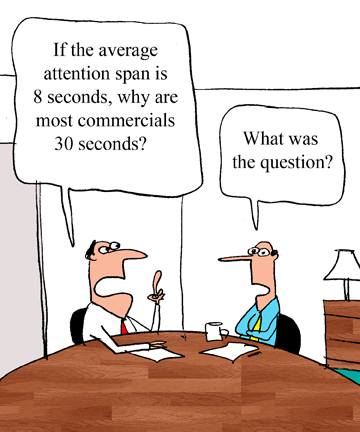 If the average
attention span is
8 seconds, why are
most commercials
30 seconds?
What was
the question?